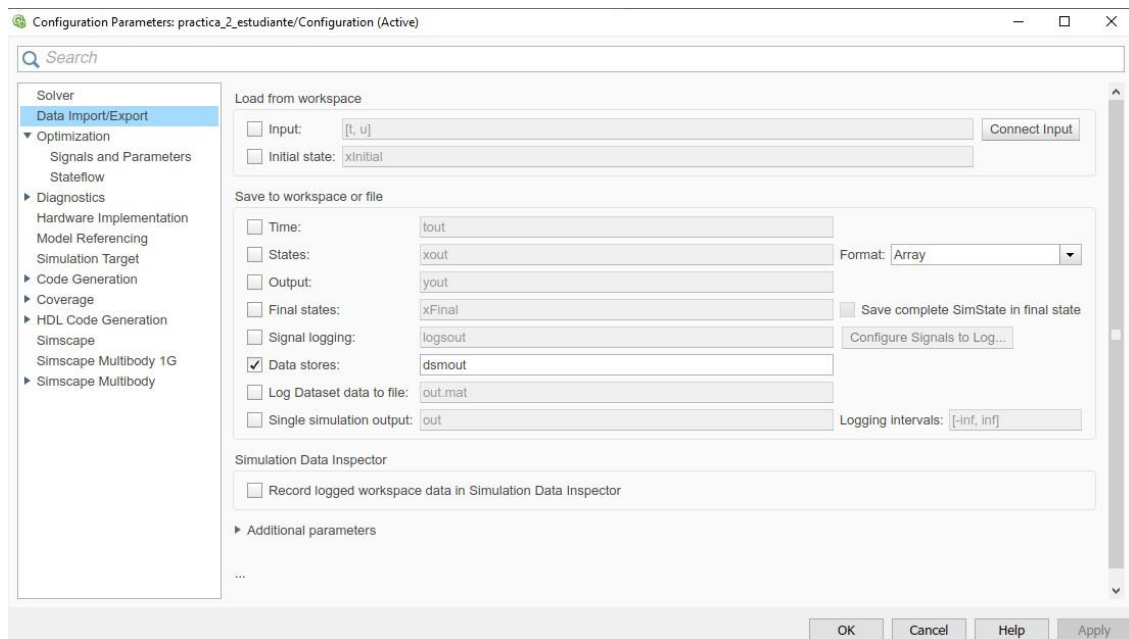 Configuration Parameters: practica_2_estudiante/Configuration (Active)
Search
Solver
Data Import/Export
Optimization
Signals and Parameters
Stateflow
Diagnostics
Hardware Implementation
Model Referencing
Simulation Target
Code Generation
Coverage
HDL Code Generation
Simscape
Simscape Multibody 1G
Simscape Multibody
Load from workspace
Input: [t, u] Connect Input
Initial state: xInitial
Save to workspace or file
Time: tout
States: xout Format: Array
Output: yout
Final states: xFinal Save complete SimState in final state
Signal logging: logsout Configure Signals to Log...
Data stores: dsmout
Log Dataset data to file: out.mat
Single simulation output: out Logging intervals: [-inf, inf]
Simulation Data Inspector
Record logged workspace data in Simulation Data Inspector
Additional parameters
...
OK Cancel Help Apply